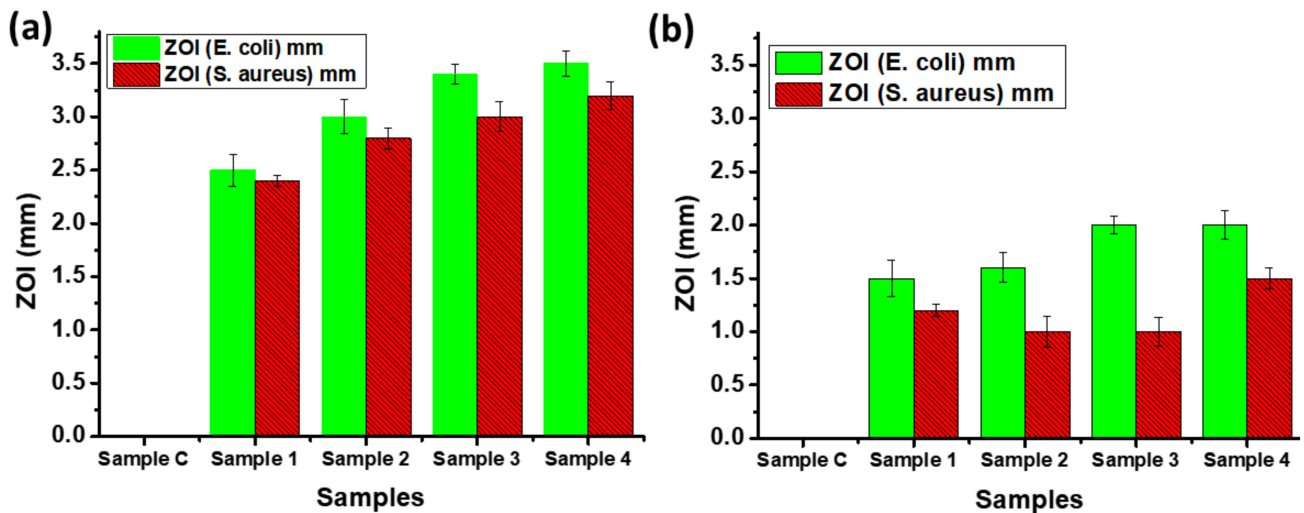 (a)
ZOI (E. coli) mm
ZOI (S. aureus) mm
3.5
3.0
2.5
2.0
1.5
1.0
0.5
0.0
ZOI (mm)
Sample C Sample 1 Sample 2 Sample 3 Sample 4
Samples
(b)
ZOI (E. coli) mm
ZOI (S. aureus) mm
3.5
3.0
2.5
2.0
1.5
1.0
0.5
0.0
ZOI (mm)
Sample C Sample 1 Sample 2 Sample 3 Sample 4
Samples